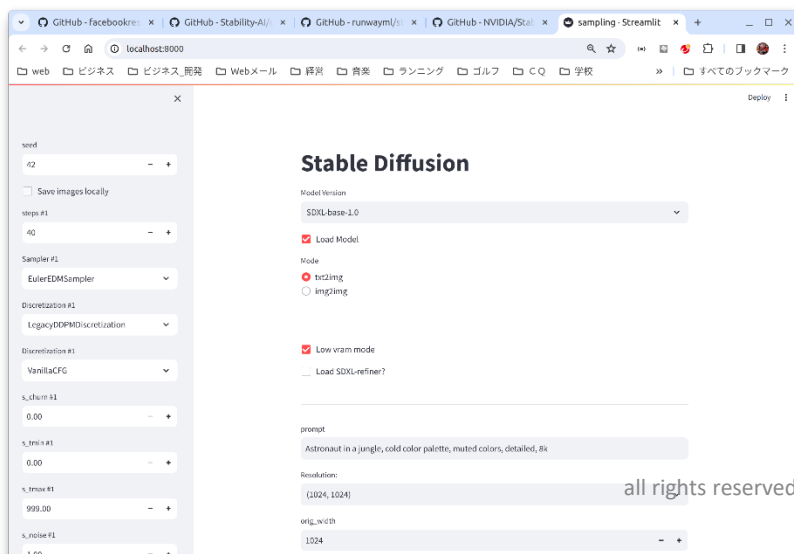 GitHub - facebookres
GitHub - Stability-AI/
GitHub - runwayml/st
GitHub - NVIDIA/Stab
sampling · Streamlit
localhost:8000
web
ビジネス
ビジネス_開発
Webメール
経営
音楽
ランニング
ゴルフ
CQ
学校
»
すべてのブックマーク
Deploy
seed
42
Save images locally
steps #1
40
Sampler #1
EulerEDMSampler
Discretization #1
LegacyDDPMDiscretization
Discretization #1
VanillaCFG
s_churn #1
0.00
s_tmin #1
0.00
s_tmax #1
999.00
s_noise #1
1.00
Stable Diffusion
Model Version
SDXL-base-1.0
Load Model
Mode
txt2img
img2img
Low vram mode
Load SDXL-refiner?
prompt
Astronaut in a jungle, cold color palette, muted colors, detailed, 8k
Resolution:
(1024, 1024)
orig_width
1024
all rights reserved